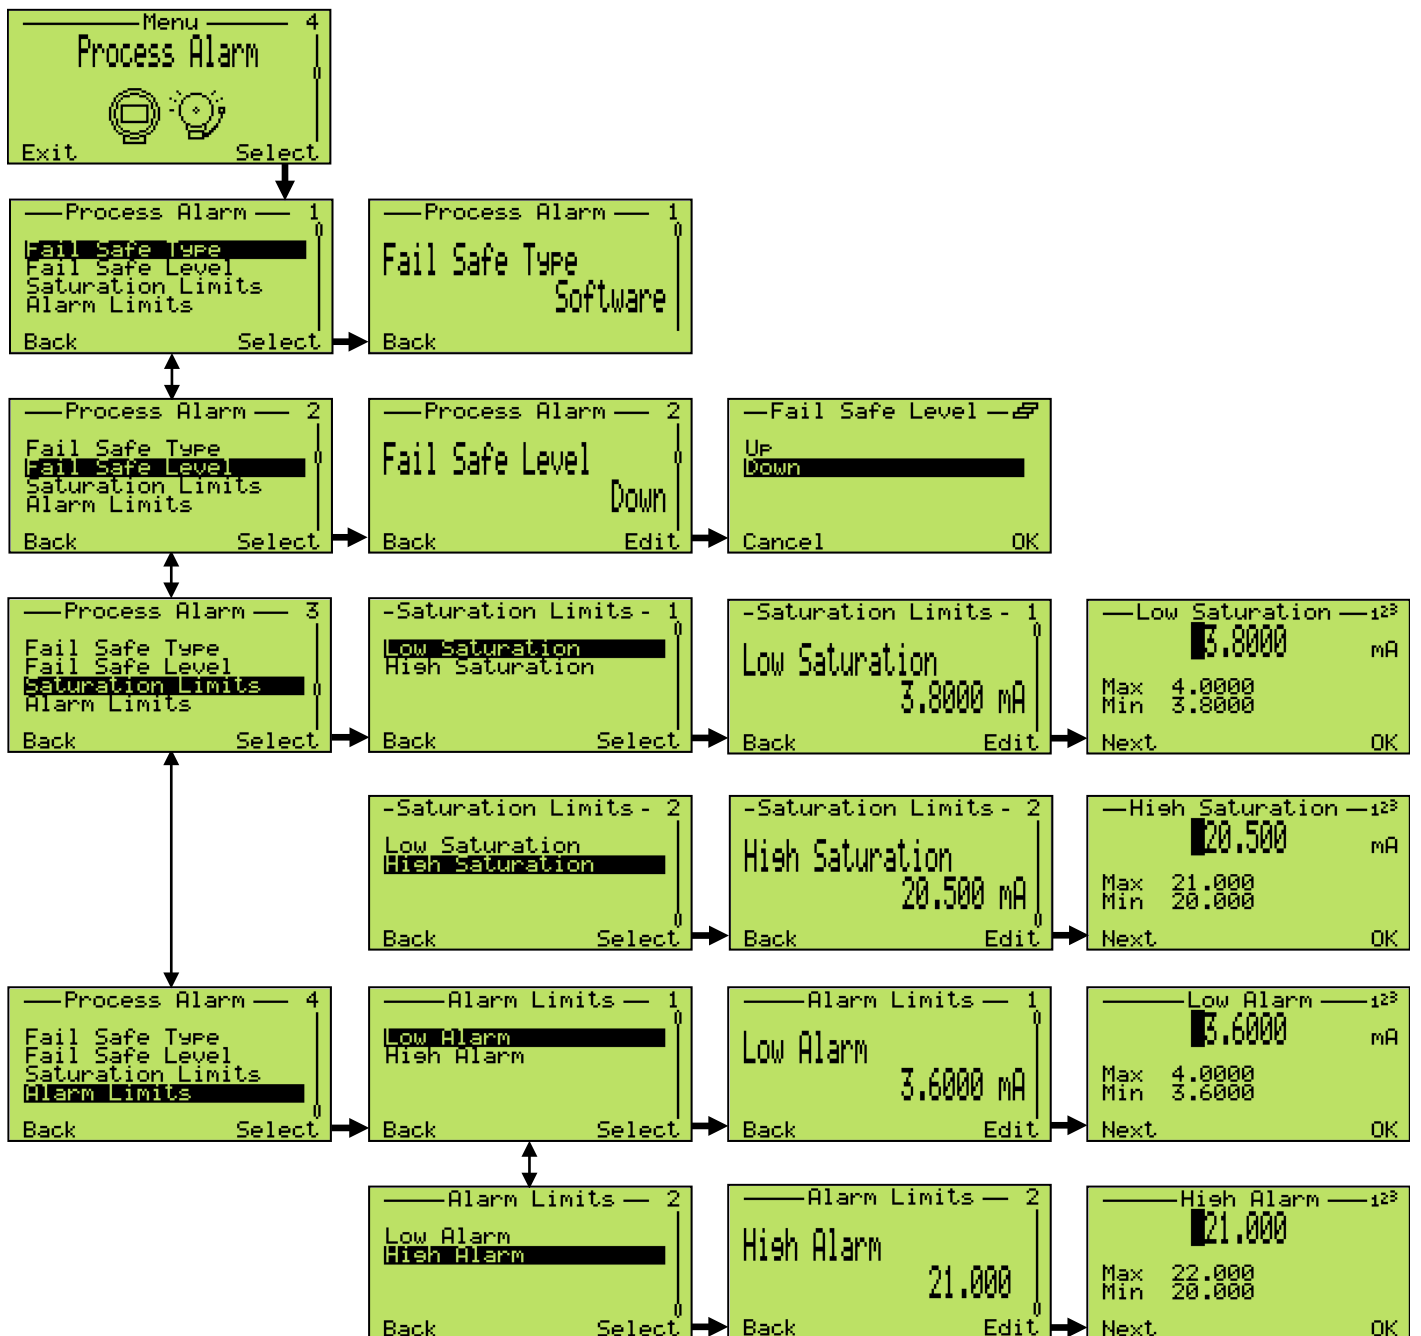 Menu 4
Process Alarm
Exit Select
Process Alarm 1
Fail Safe Type
Fail Safe Level
Saturation Limits
Alarm Limits
Back Select
Process Alarm 1
Fail Safe Type
Software
Back
Process Alarm 2
Fail Safe Type
Fail Safe Level
Saturation Limits
Alarm Limits
Back Select
Process Alarm 2
Fail Safe Level
Down
Back Edit
Fail Safe Level
Up
Down
Cancel OK
Process Alarm 3
Fail Safe Type
Fail Safe Level
Saturation Limits
Alarm Limits
Back Select
-Saturation Limits- 1
Low Saturation
High Saturation
Back Select
-Saturation Limits- 1
Low Saturation
3.8000 mA
Back Edit
Low Saturation 123
3.8000 mA
Max 4.0000
Min 3.8000
Next OK
-Saturation Limits- 2
Low Saturation
High Saturation
Back Select
-Saturation Limits- 2
High Saturation
20.500 mA
Back Edit
High Saturation 123
20.500 mA
Max 21.000
Min 20.000
Next OK
Process Alarm 4
Fail Safe Type
Fail Safe Level
Saturation Limits
Alarm Limits
Back Select
Alarm Limits 1
Low Alarm
High Alarm
Back Select
Alarm Limits 1
Low Alarm
3.6000 mA
Back Edit
Low Alarm 123
3.6000 mA
Max 4.0000
Min 3.6000
Next OK
Alarm Limits 2
Low Alarm
High Alarm
Back Select
Alarm Limits 2
High Alarm
21.000
Back Edit
High Alarm 123
21.000
Max 22.000
Min 20.000
Next OK